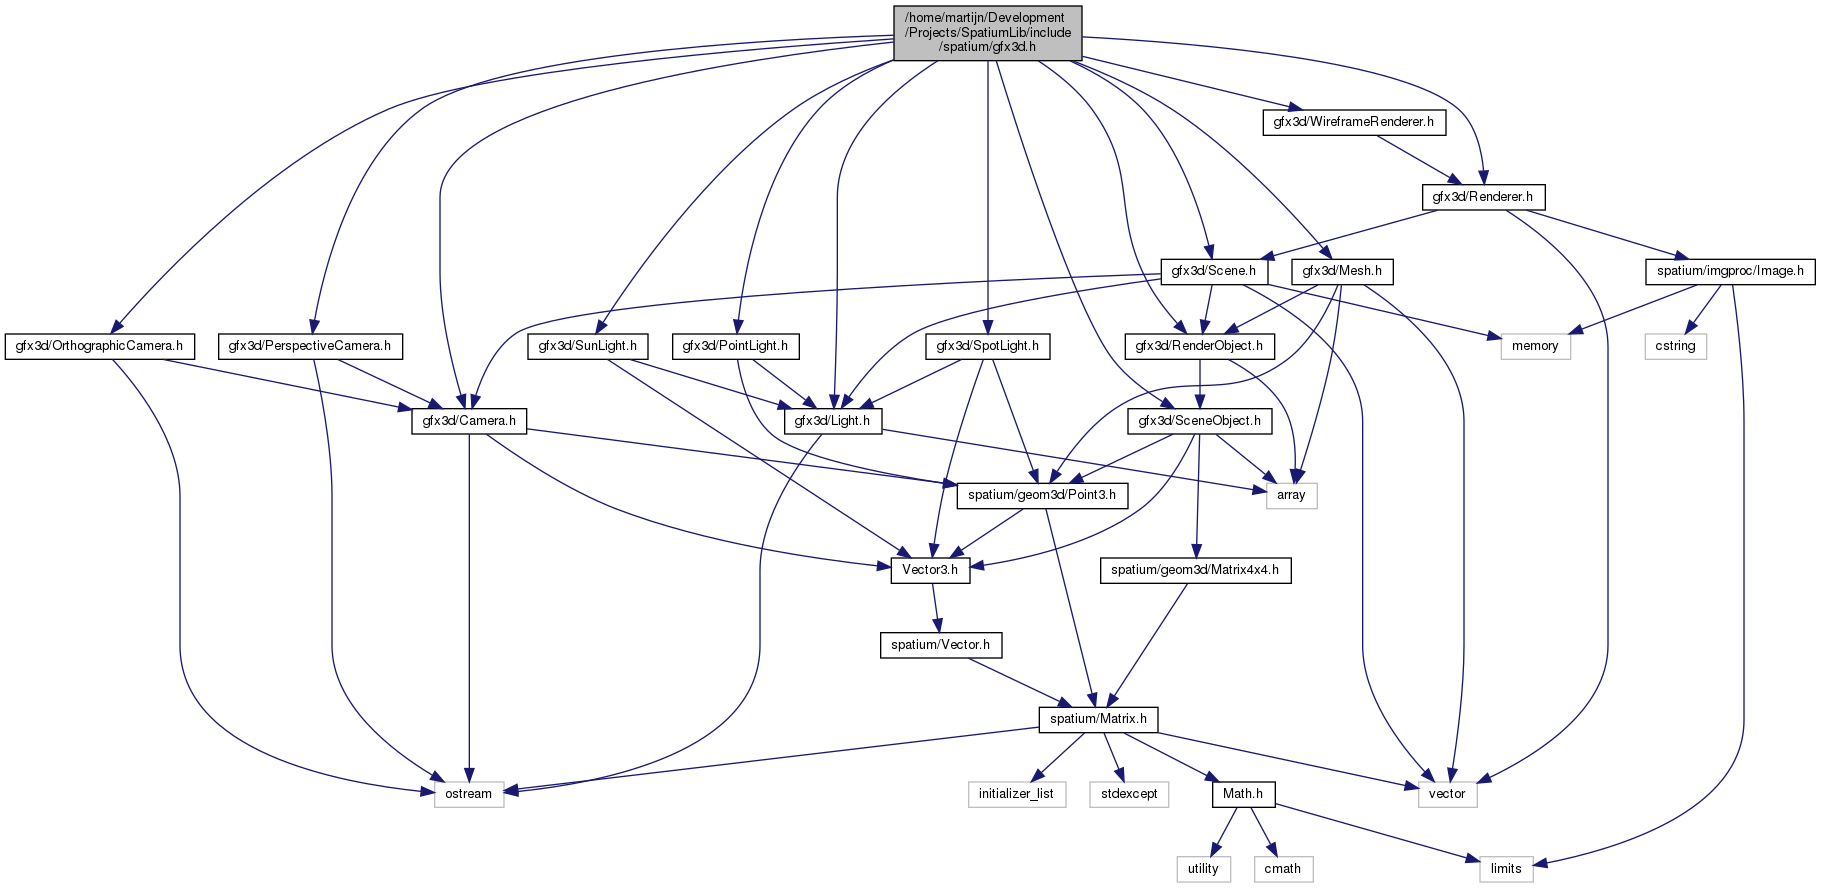 /home/martijn/Development
/Projects/SpatiumLib/include
/spatium/gfx3d.h
gfx3d/WireframeRenderer.h
gfx3d/Renderer.h
gfx3d/Scene.h
gfx3d/Mesh.h
spatium/imgproc/Image.h
gfx3d/OrthographicCamera.h
gfx3d/PerspectiveCamera.h
gfx3d/SunLight.h
gfx3d/PointLight.h
gfx3d/SpotLight.h
gfx3d/RenderObject.h
memory
cstring
gfx3d/Camera.h
gfx3d/Light.h
gfx3d/SceneObject.h
spatium/geom3d/Point3.h
array
Vector3.h
spatium/geom3d/Matrix4x4.h
spatium/Vector.h
spatium/Matrix.h
ostream
initializer_list
stdexcept
Math.h
vector
utility
cmath
limits